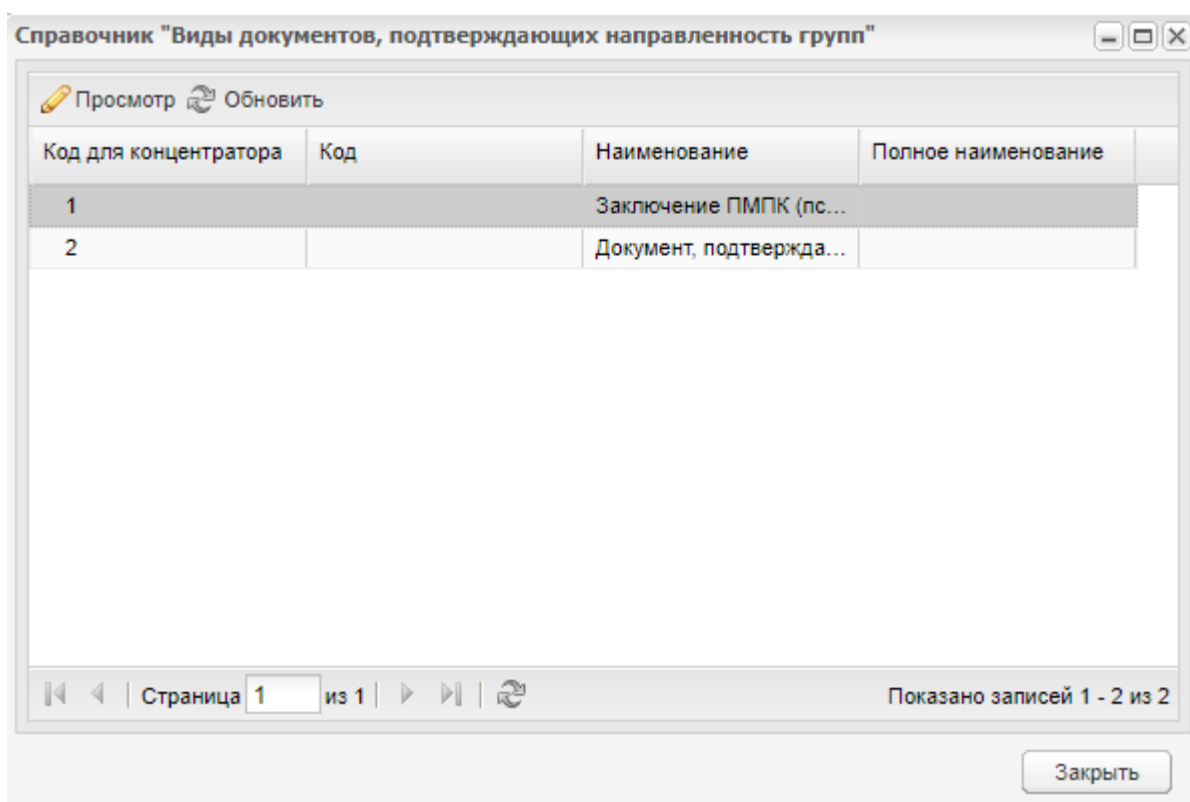 Справочник "Виды документов, подтверждающих направленность групп"
Просмотр Обновить
Код для концентратора Код Наименование Полное наименование
1 Заключение ПМПК (пс...
2 Документ, подтвержда...
Страница 1 из 1 Показано записей 1 - 2 из 2
Закрыть